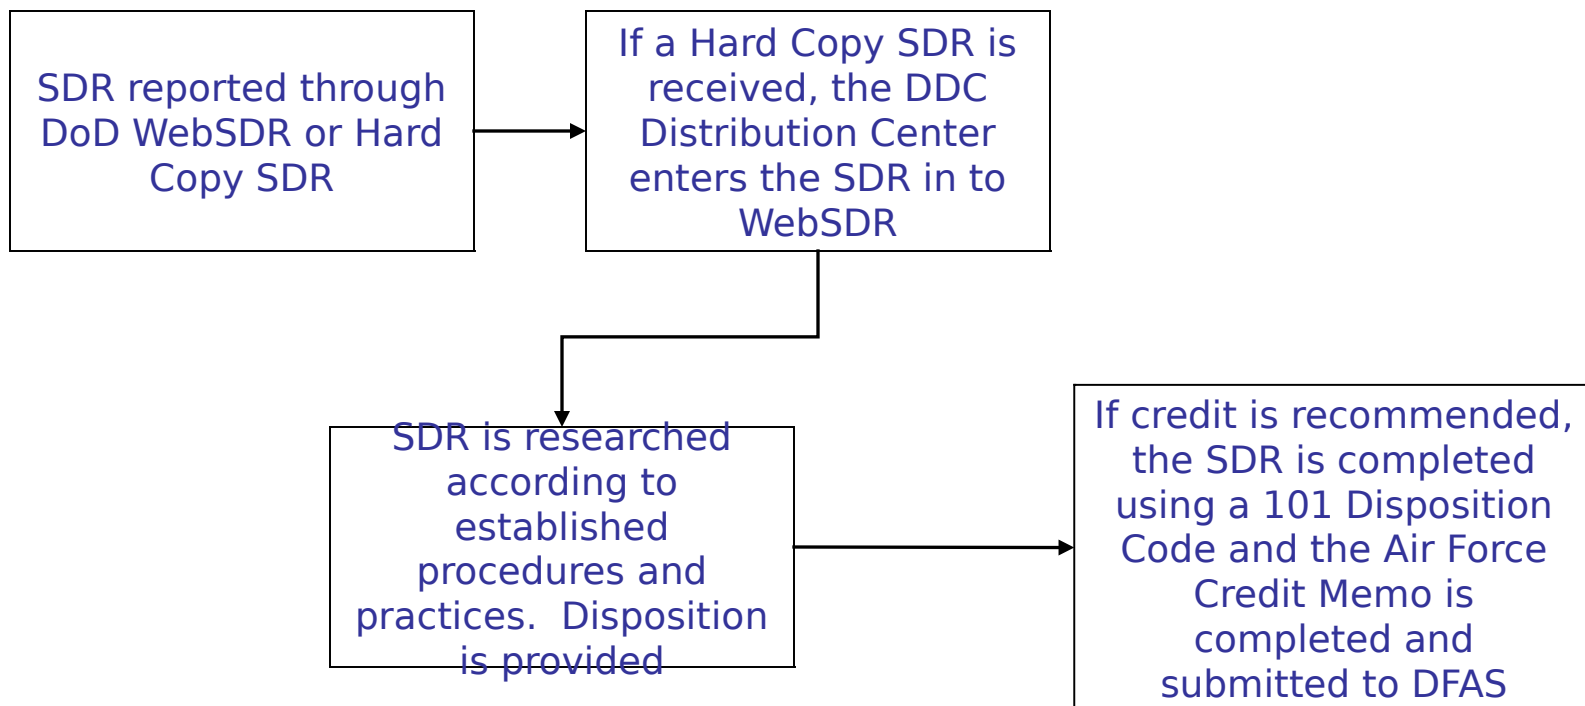 SDR reported through
DoD WebSDR or Hard
Copy SDR
If a Hard Copy SDR is
received, the DDC
Distribution Center
enters the SDR in to
WebSDR
SDR is researched
according to
established
procedures and
practices.  Disposition
is provided
If credit is recommended,
the SDR is completed
using a 101 Disposition
Code and the Air Force
Credit Memo is
completed and
submitted to DFAS